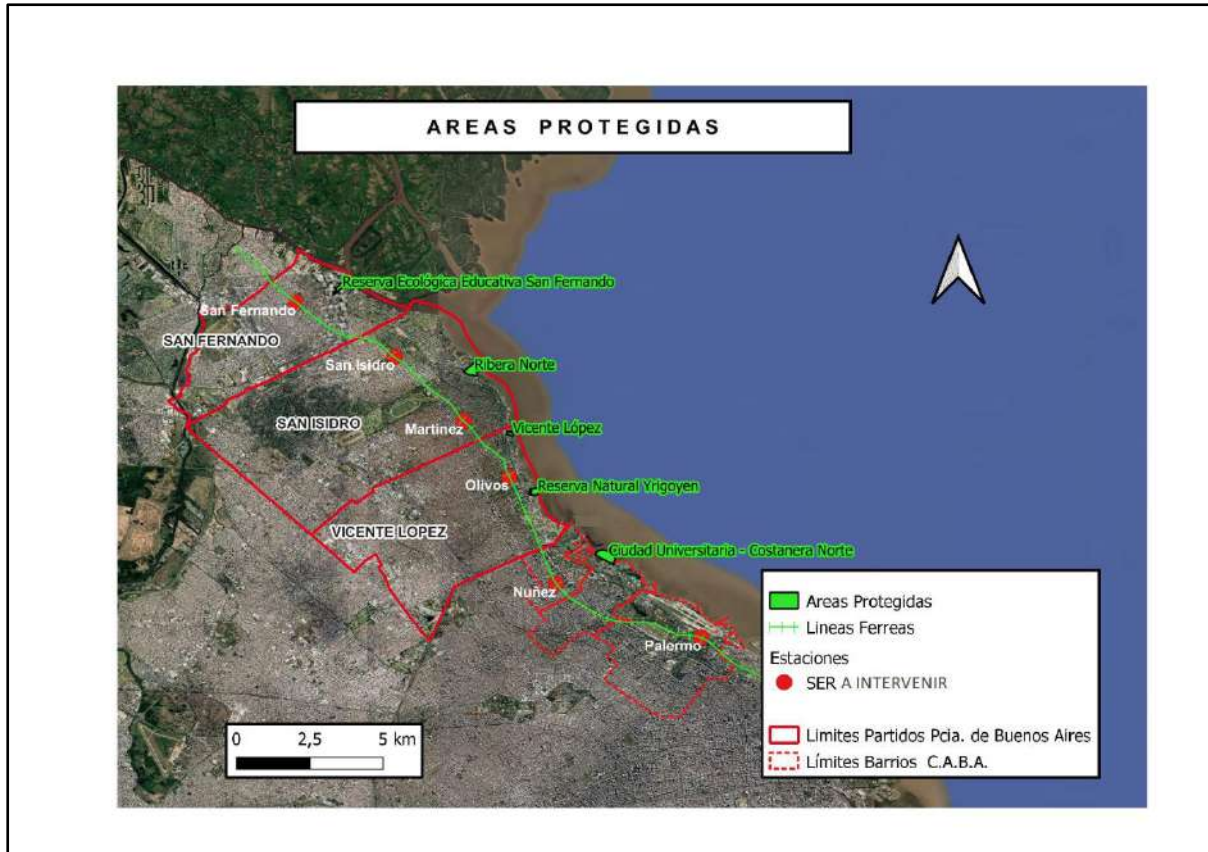 AREAS PROTEGIDAS
Reserva Ecológica Educativa San Fernando
San Fernando
SAN FERNANDO
San Isidro
Ribera Norte
SAN ISIDRO
Martinez
Vicente López
Olivos
Reserva Natural Yrigoyen
VICENTE LOPEZ
Ciudad Universitaria - Costanera Norte
Nuñez
Palermo
Areas Protegidas
Lineas Ferreas
Estaciones
SER A INTERVENIR
Limites Partidos Pcia. de Buenos Aires
Límites Barrios C.A.B.A.
0 2,5 5 km